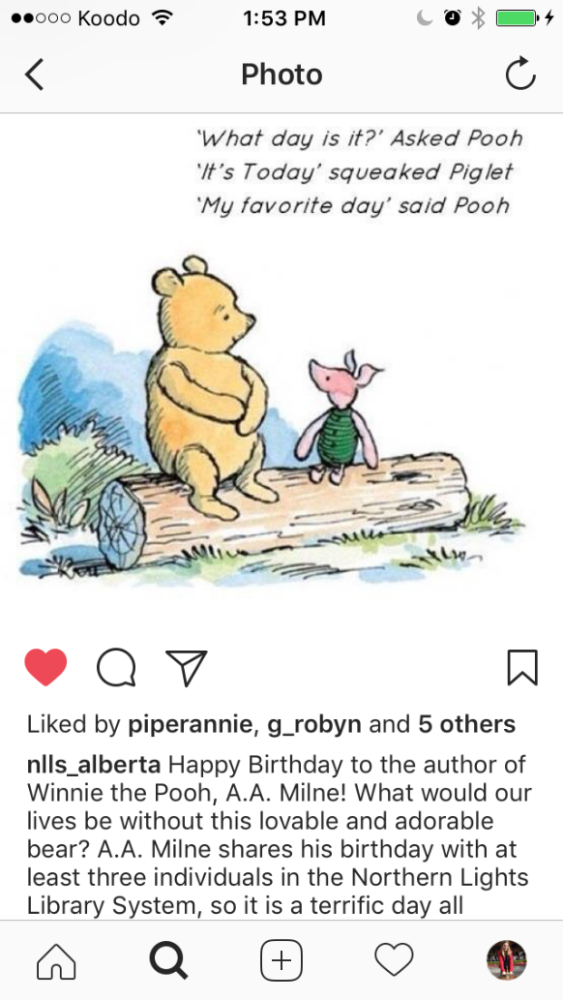 Koodo 1:53 PM
Photo
'What day is it?' Asked Pooh
'It's Today' squeaked Piglet
'My favorite day' said Pooh
Liked by piperannie, g_robyn and 5 others
nlls_alberta Happy Birthday to the author of
Winnie the Pooh, A.A. Milne! What would our
lives be without this lovable and adorable
bear? A.A. Milne shares his birthday with at
least three individuals in the Northern Lights
Library System, so it is a terrific day all